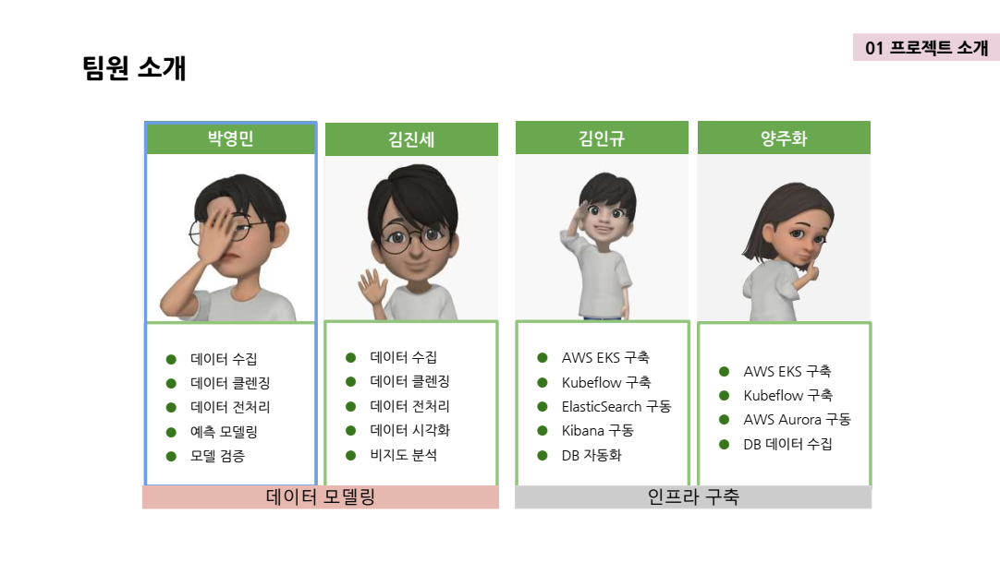 01 프로젝트 소개
팀원 소개
박영민
데이터 수집
데이터 클렌징
데이터 전처리
예측 모델링
모델 검증
김진세
데이터 수집
데이터 클렌징
데이터 전처리
데이터 시각화
비지도 분석
데이터 모델링
김인규
AWS EKS 구축
Kubeflow 구축
ElasticSearch 구동
Kibana 구동
DB 자동화
양주화
AWS EKS 구축
Kubeflow 구축
AWS Aurora 구동
DB 데이터 수집
인프라 구축